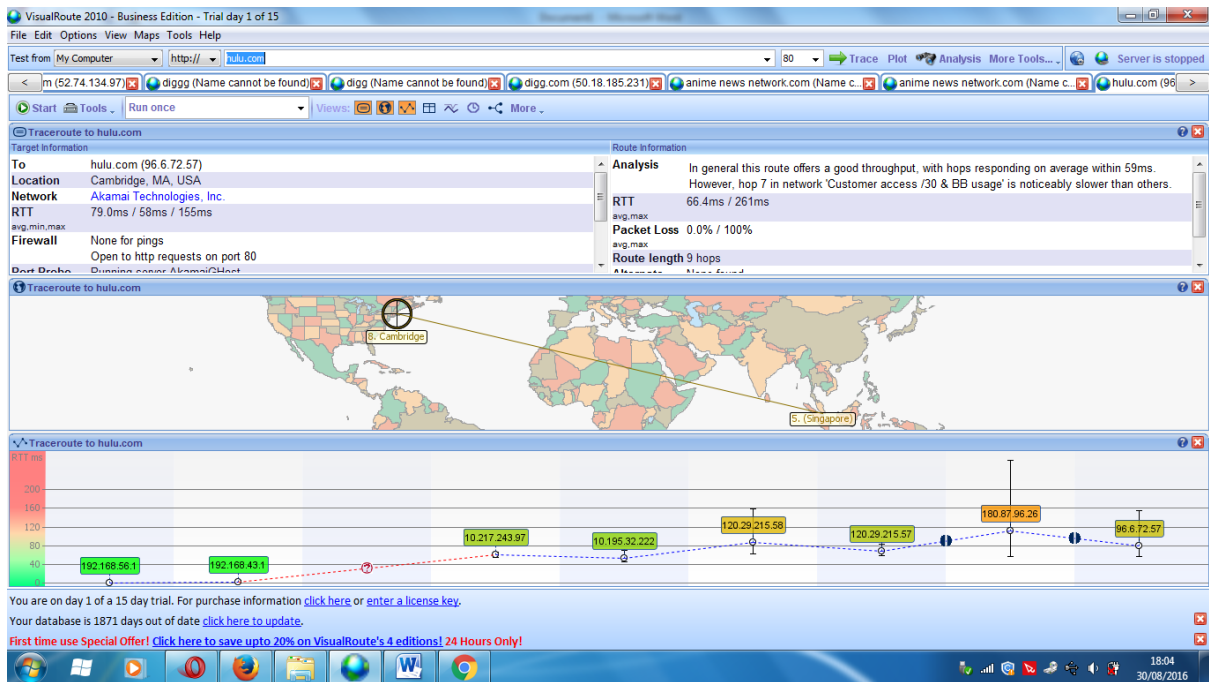 VisualRoute 2010 - Business Edition - Trial day 1 of 15
File Edit Options View Maps Tools Help
Test from My Computer http:// hulu.com 80 Trace Plot Analysis More Tools... Server is stopped
< m (52.74.134.97) diggg (Name cannot be found) digg (Name cannot be found) digg.com (50.18.185.231) anime news network.com (Name c... anime news network.com (Name c... hulu.com (96 >
Start Tools Run once Views: More
Traceroute to hulu.com
Target Information
To hulu.com (96.6.72.57)
Location Cambridge, MA, USA
Network Akamai Technologies, Inc.
RTT 79.0ms / 58ms / 155ms
avg,min,max
Firewall None for pings
Open to http requests on port 80
Port Probe Running server AkamaiGHost
Route Information
Analysis In general this route offers a good throughput, with hops responding on average within 59ms.
However, hop 7 in network 'Customer access /30 & BB usage' is noticeably slower than others.
RTT 66.4ms / 261ms
avg,max
Packet Loss 0.0% / 100%
avg,max
Route length 9 hops
Alternate None found
Traceroute to hulu.com
8. Cambridge
5. (Singapore)
Traceroute to hulu.com
RTT ms
200
160
120
80
40
0
192.168.56.1
192.168.43.1
?
10.217.243.97
10.195.32.222
120.29.215.58
120.29.215.57
180.87.96.26
96.6.72.57
You are on day 1 of a 15 day trial. For purchase information click here or enter a license key.
Your database is 1871 days out of date click here to update.
First time use Special Offer! Click here to save upto 20% on VisualRoute's 4 editions! 24 Hours Only!
18:04
30/08/2016